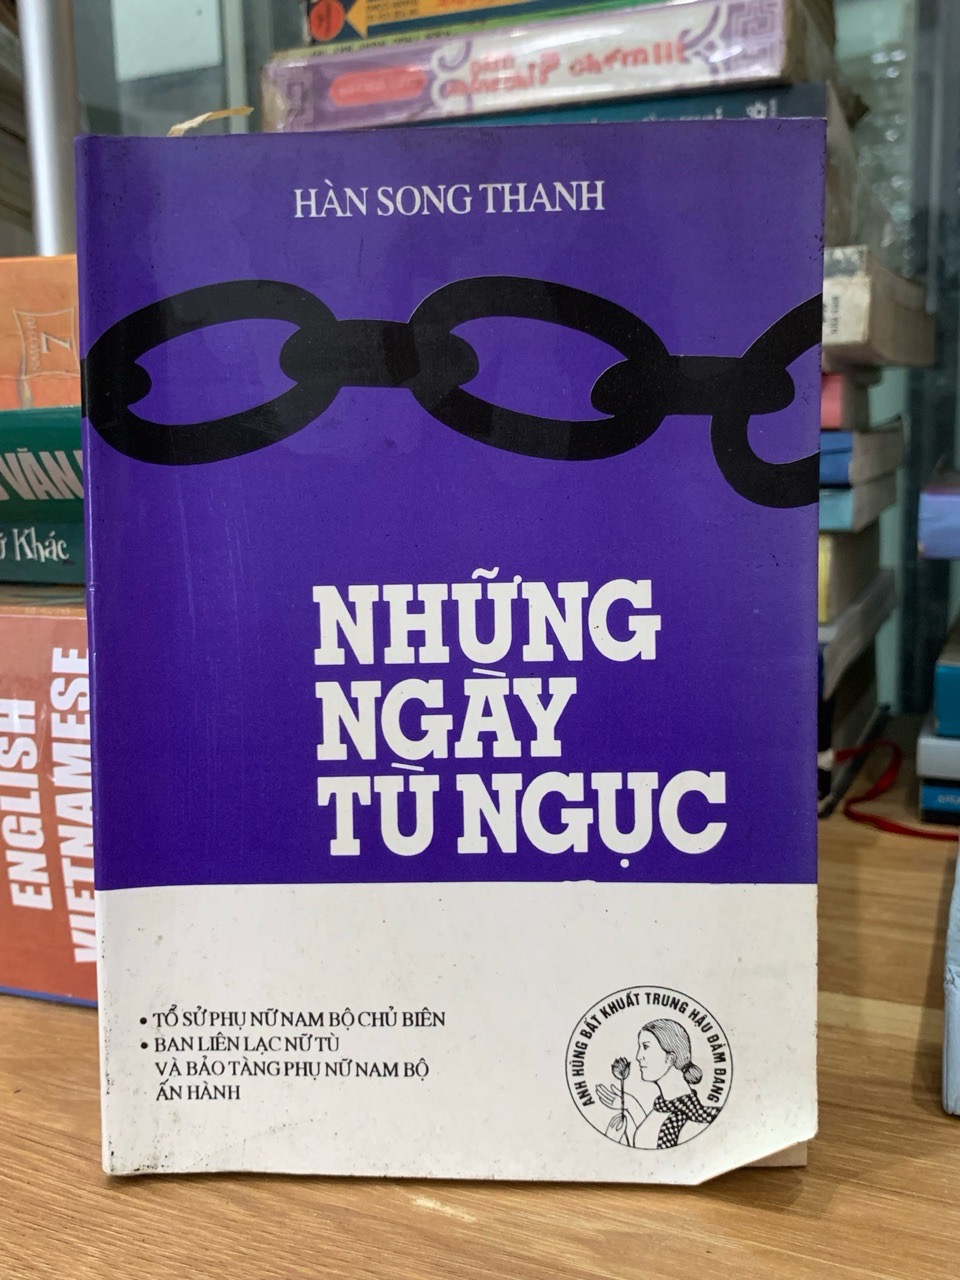 HÀN SONG THANH
NHỮNG
NGÀY
TÙ NGỤC
• TỔ SỬ PHỤ NỮ NAM BỘ CHỦ BIÊN
• BAN LIÊN LẠC NỮ TÙ
VÀ BẢO TÀNG PHỤ NỮ NAM BỘ
ẤN HÀNH
ANH HÙNG BẤT KHUẤT TRUNG HẬU ĐẢM ĐANG
VĂN
Khác
ENGLISH
VIETNAMESE